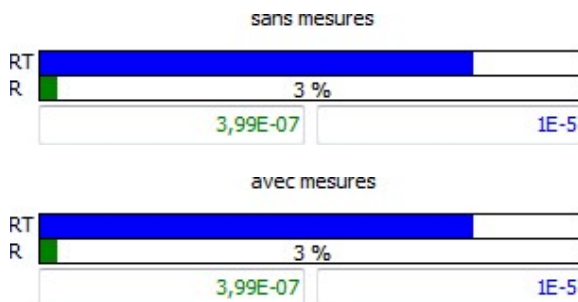 sans mesures
RT
R 3 %
3,99E-07 1E-5
avec mesures
RT
R 3 %
3,99E-07 1E-5